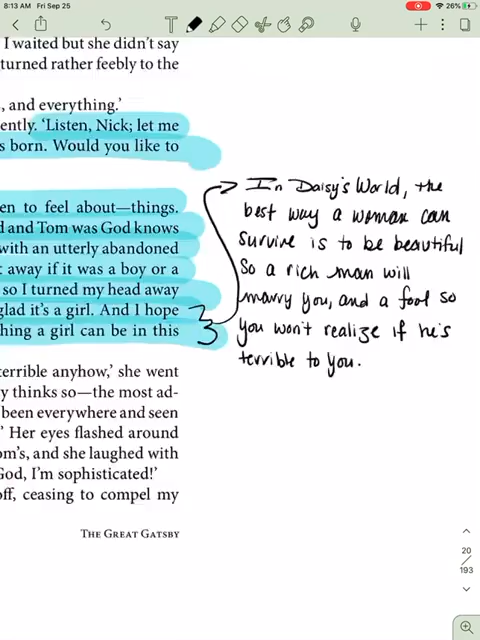 8:13 AM Fri Sep 25
26%
I waited but she didn't say
turned rather feebly to the
s, and everything.'
ently. 'Listen, Nick; let me
s born. Would you like to
en to feel about—things.
d and Tom was God knows
with an utterly abandoned
t away if it was a boy or a
so I turned my head away
glad it's a girl. And I hope
hing a girl can be in this
In Daisy's World, the
best way a woman can
survive is to be beautiful
so a rich man will
marry you, and a fool so
you won't realize if he's
terrible to you.
terrible anyhow,' she went
y thinks so—the most ad-
been everywhere and seen
' Her eyes flashed around
om's, and she laughed with
God, I'm sophisticated!'
off, ceasing to compel my
The Great Gatsby
20
193